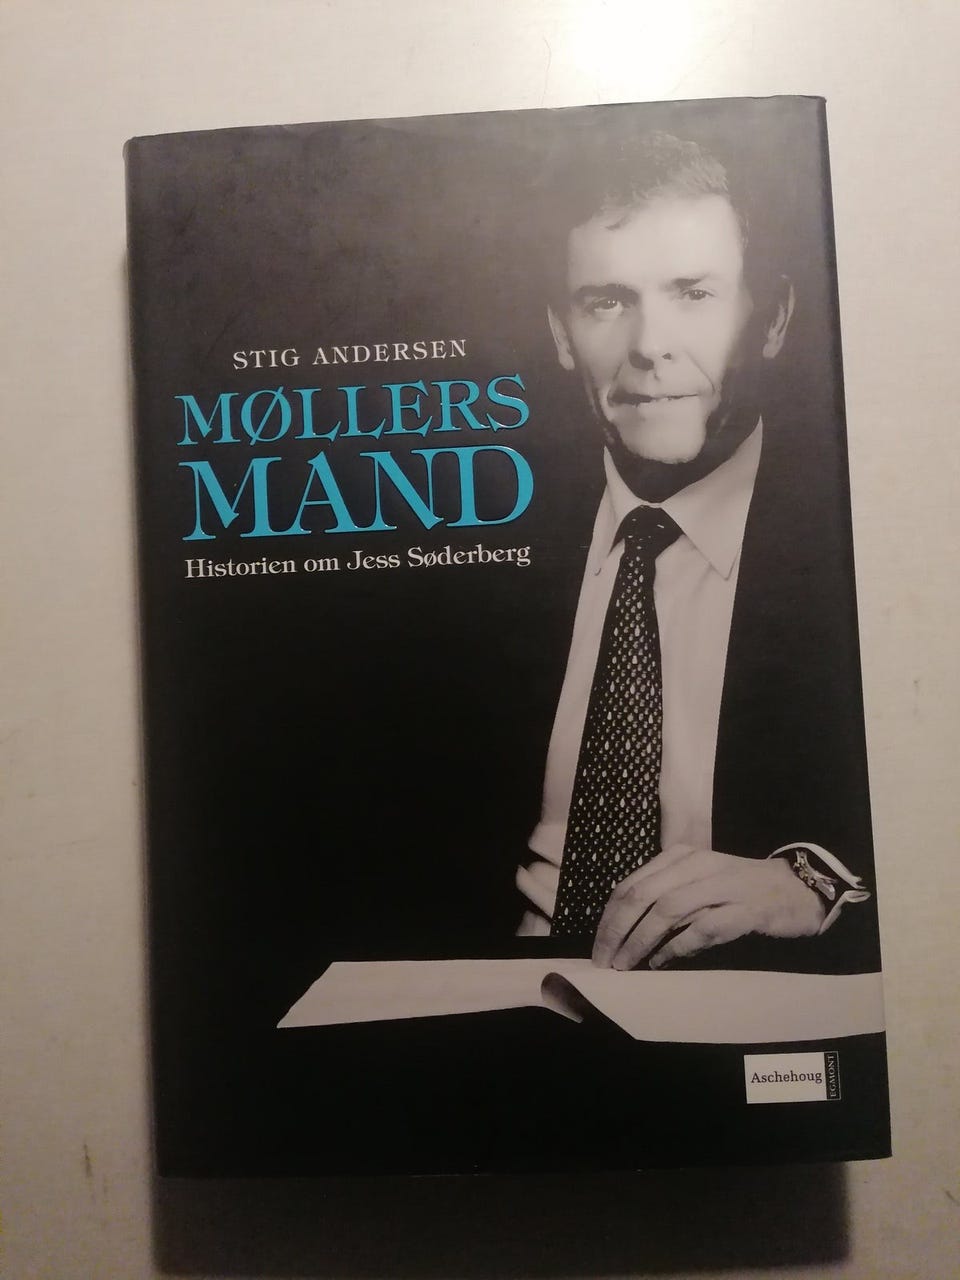 STIG ANDERSEN
MØLLERS
MAND
Historien om Jess Søderberg
Aschehoug
EGMONT